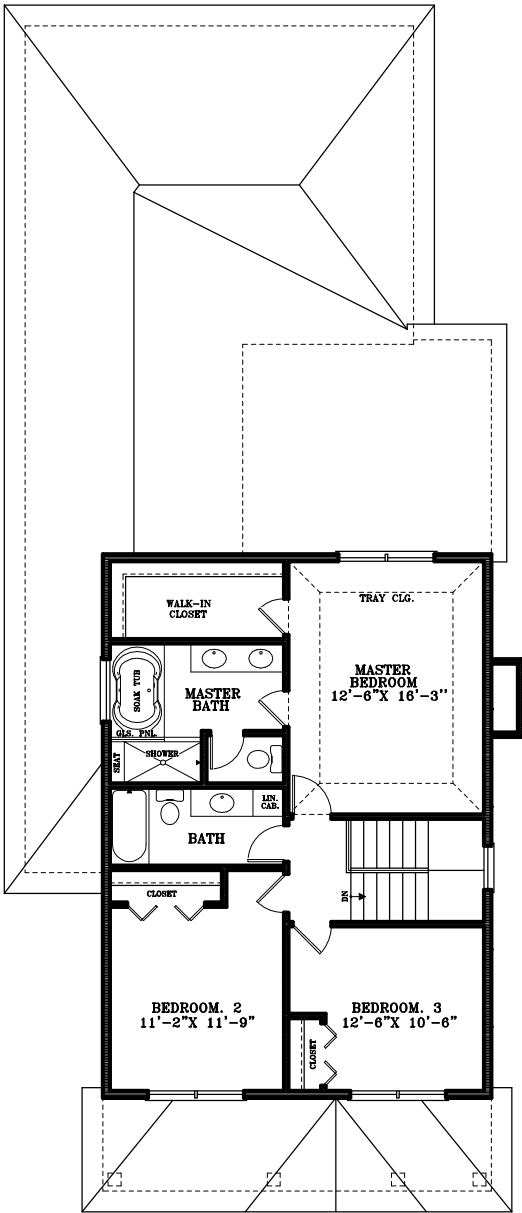 WALK-IN
CLOSET
TRAY CLG.
MASTER
BEDROOM
12'-6"X 16'-3''
SOAK TUB
MASTER
BATH
GLS. PNL.
SEAT
SHOWER
LIN.
CAB.
BATH
CLOSET
DN
BEDROOM. 2
11'-2"X 11'-9"
BEDROOM. 3
12'-6"X 10'-6"
CLOSET